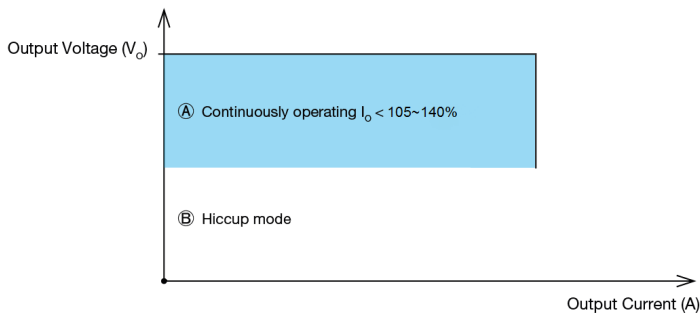 Output Voltage (Vo)
Ⓐ Continuously operating Io < 105~140%
Ⓑ Hiccup mode
Output Current (A)